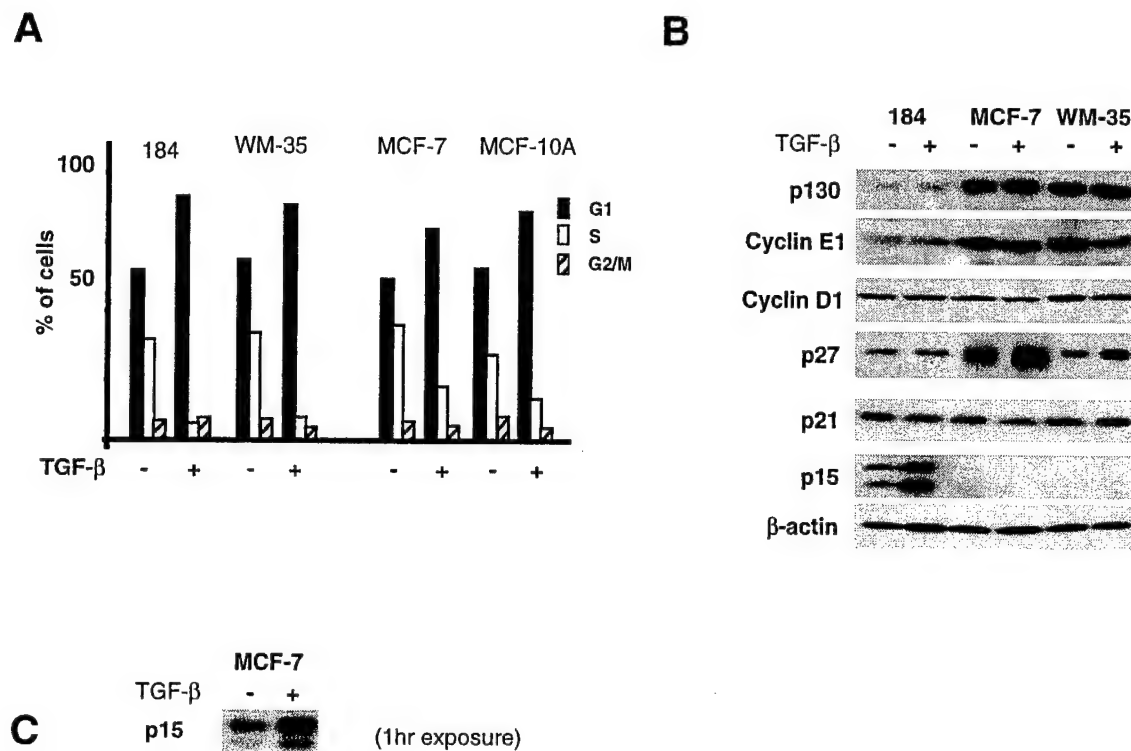 A
184 WM-35 MCF-7 MCF-10A
100
50
% of cells
G1
S
G2/M
TGF-β - + - + - + - +
B
184 MCF-7 WM-35
TGF-β - + - + - +
p130
Cyclin E1
Cyclin D1
p27
p21
p15
β-actin
C
MCF-7
TGF-β - +
p15
(1hr exposure)